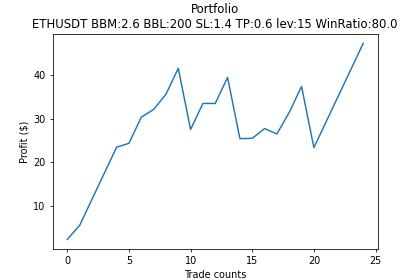 Portfolio
ETHUSDT BBM:2.6 BBL:200 SL:1.4 TP:0.6 lev:15 WinRatio:80.0
40
30
20
10
Profit ($)
0 5 10 15 20 25
Trade counts